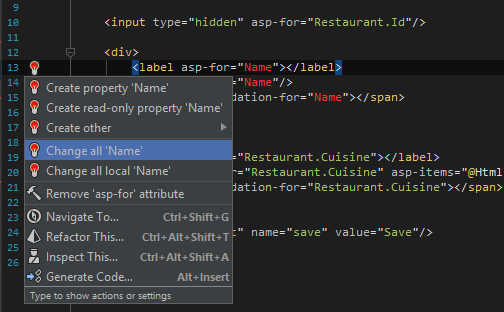 9
10 <input type="hidden" asp-for="Restaurant.Id"/>
11
12 <div>
13 <label asp-for="Name"></label>
14 "Name"/>
15 dation-for="Name"></span>
Create property 'Name'
16
Create read-only property 'Name'
17
Create other
18
Change all 'Name'
19 "Restaurant.Cuisine"></label>
Change all local 'Name'
20 r="Restaurant.Cuisine" asp-items="@Html
21 dation-for="Restaurant.Cuisine"></span>
Remove 'asp-for' attribute
22
23
Navigate To... Ctrl+Shift+G
24 " name="save" value="Save"/>
Refactor This... Ctrl+Alt+Shift+T
25
Inspect This... Ctrl+Alt+Shift+A
26
Generate Code... Alt+Insert
Type to show actions or settings